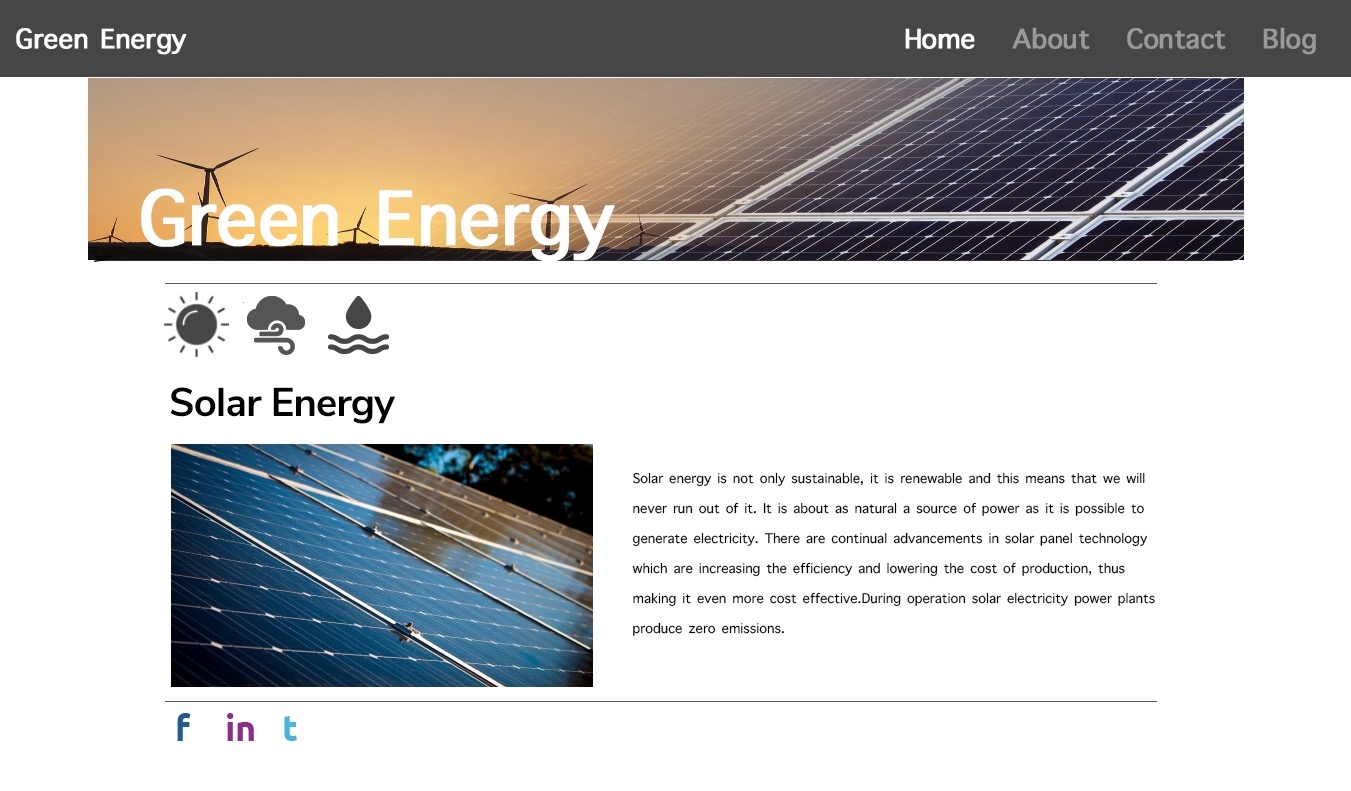 Green Energy
Home About Contact Blog
Green Energy
Solar Energy
Solar energy is not only sustainable, it is renewable and this means that we will
never run out of it. It is about as natural a source of power as it is possible to
generate electricity. There are continual advancements in solar panel technology
which are increasing the efficiency and lowering the cost of production, thus
making it even more cost effective.During operation solar electricity power plants
produce zero emissions.
f in t